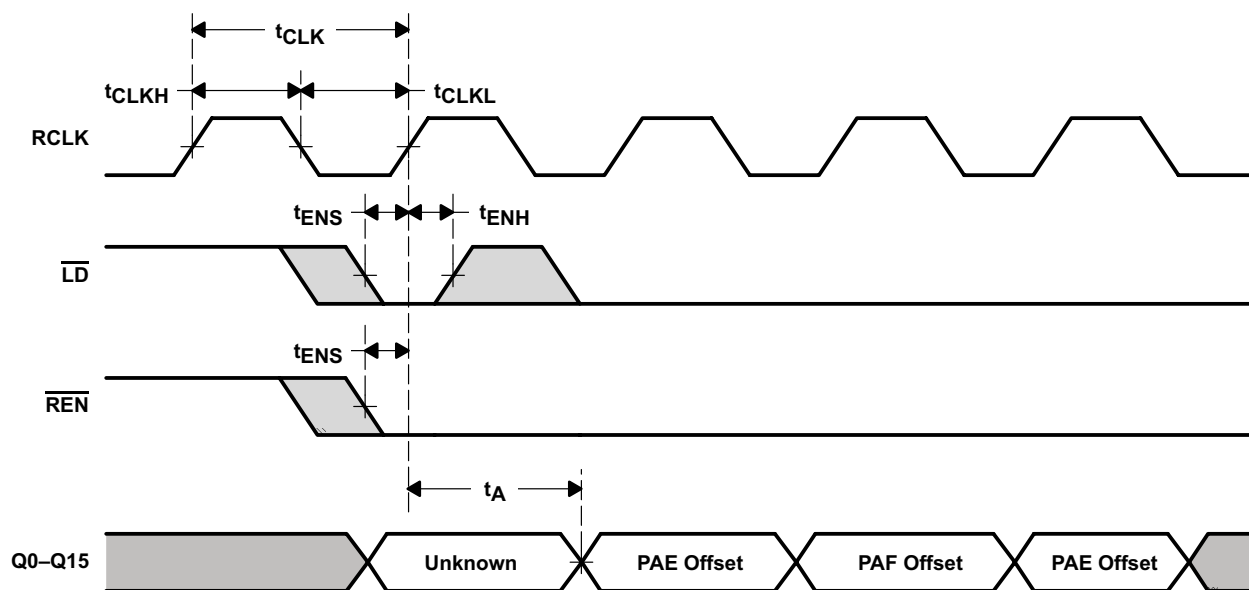 tCLK
tCLKH
tCLKL
RCLK
tENS
tENH
LD
tENS
REN
tA
Q0–Q15
Unknown
PAE Offset
PAF Offset
PAE Offset